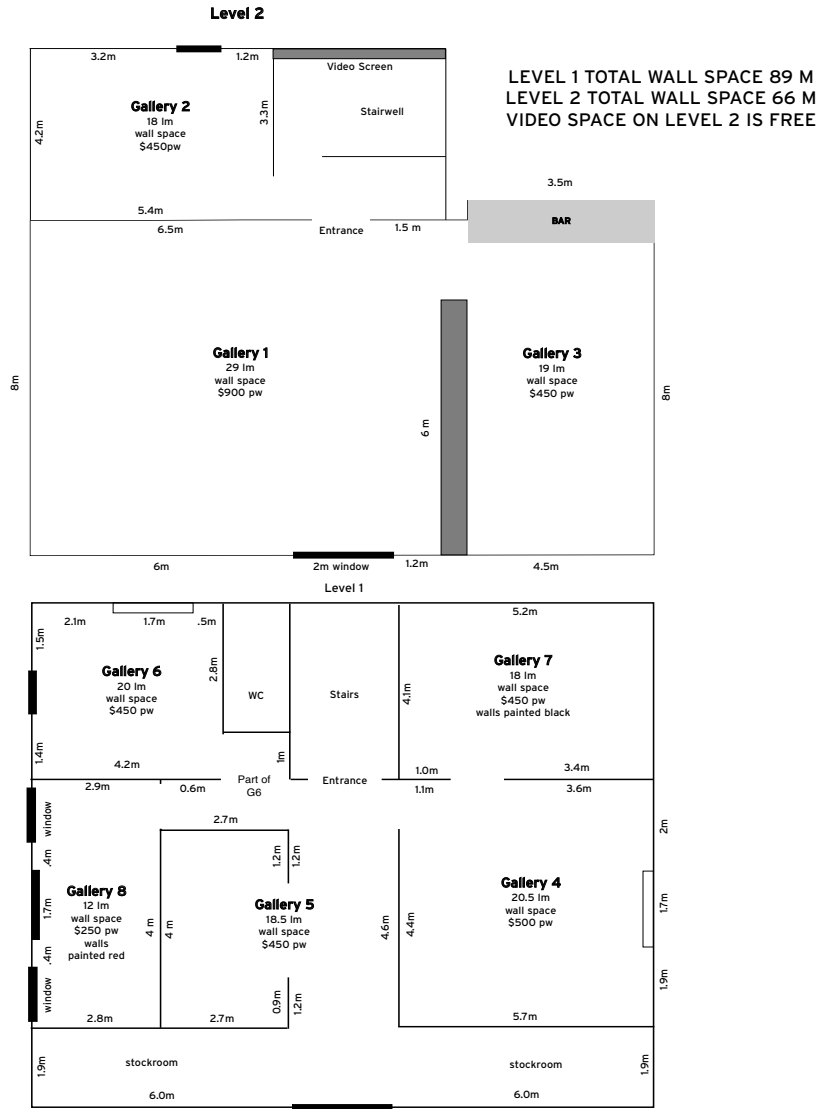 Level 2
LEVEL 1 TOTAL WALL SPACE 89 M
LEVEL 2 TOTAL WALL SPACE 66 M
VIDEO SPACE ON LEVEL 2 IS FREE
3.2m
1.2m
Video Screen
Gallery 2
18 lm
wall space
$450pw
4.2m
3.3m
Stairwell
5.4m
3.5m
BAR
6.5m
Entrance
1.5 m
Gallery 1
29 lm
wall space
$900 pw
Gallery 3
19 lm
wall space
$450 pw
8m
6 m
8m
6m
2m window
1.2m
4.5m
Level 1
2.1m
1.7m
.5m
5.2m
1.5m
Gallery 6
20 lm
wall space
$450 pw
2.8m
WC
Stairs
4.1m
Gallery 7
18 lm
wall space
$450 pw
walls painted black
1.4m
4.2m
1m
1.0m
3.4m
2.9m
0.6m
Part of
G6
Entrance
1.1m
3.6m
window
2.7m
2m
.4m
1.2m
1.2m
Gallery 8
12 lm
wall space
$250 pw
walls
painted red
1.7m
4 m
4 m
Gallery 5
18.5 lm
wall space
$450 pw
4.6m
4.4m
Gallery 4
20.5 lm
wall space
$500 pw
1.7m
.4m
window
0.9m
1.2m
1.9m
2.8m
2.7m
5.7m
1.9m
stockroom
stockroom
1.9m
6.0m
6.0m